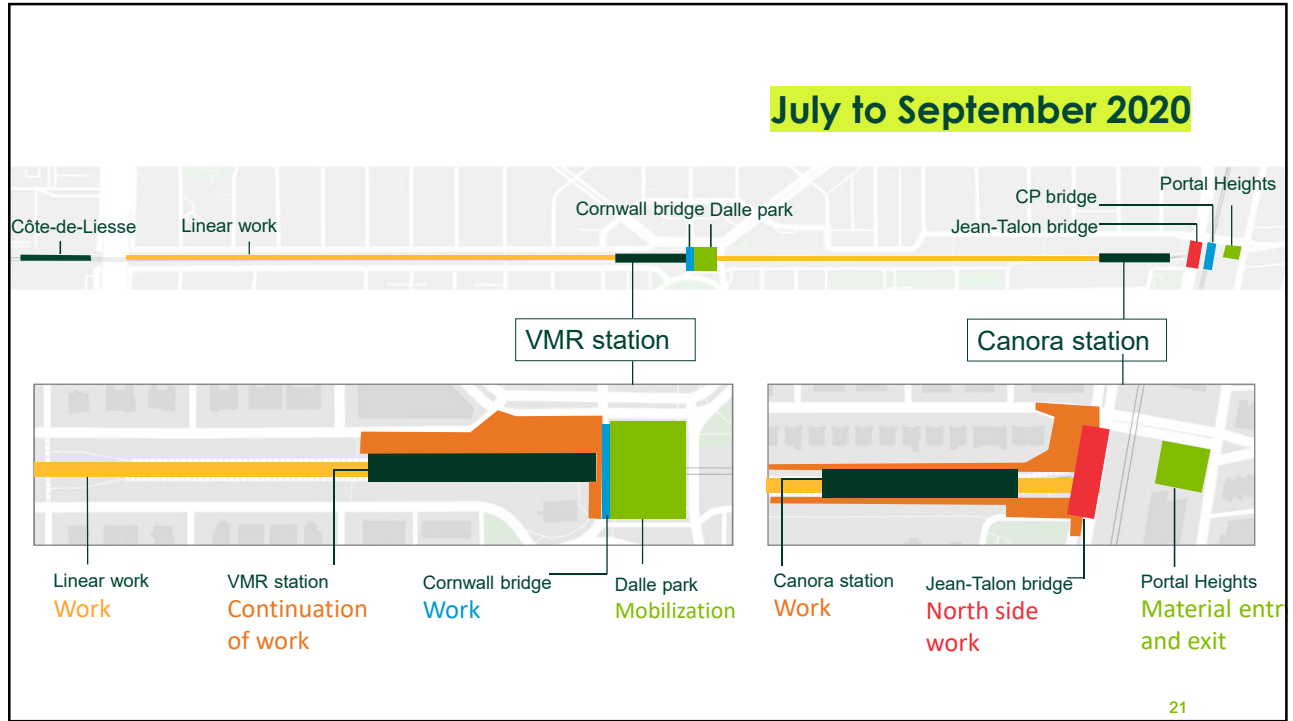 July to September 2020
Portal Heights
CP bridge
Cornwall bridge Dalle park
Côte-de-Liesse
Linear work
Jean-Talon bridge
VMR station
Canora station
Linear work
VMR station
Cornwall bridge
Dalle park
Canora station
Jean-Talon bridge
Portal Heights
Work
Continuation
of work
Work
Mobilization
Work
North side
work
Material entr
and exit
21